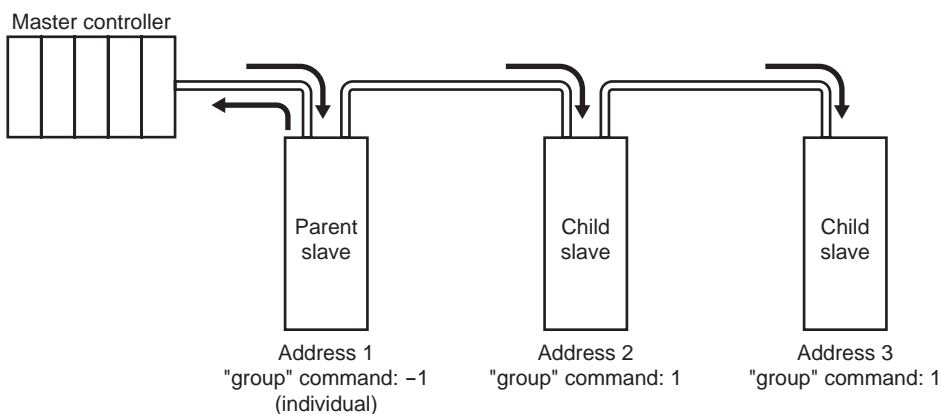 Master controller
Parent
slave
Child
slave
Child
slave
Address 1
"group" command: −1
(individual)
Address 2
"group" command: 1
Address 3
"group" command: 1